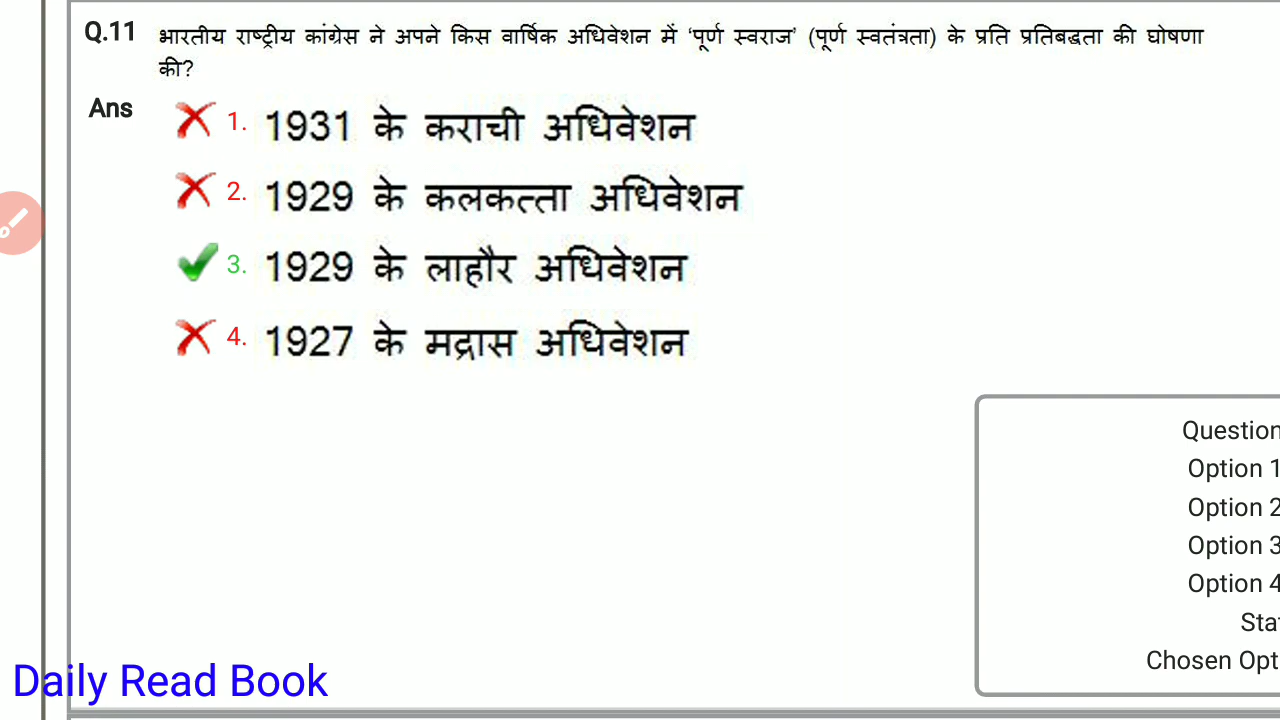 Q.11 भारतीय राष्ट्रीय कांग्रेस ने अपने किस वार्षिक अधिवेशन में ‘पूर्ण स्वराज’ (पूर्ण स्वतंत्रता) के प्रति प्रतिबद्धता की घोषणा
की?
Ans
1. 1931 के कराची अधिवेशन
2. 1929 के कलकत्ता अधिवेशन
3. 1929 के लाहौर अधिवेशन
4. 1927 के मद्रास अधिवेशन
Question
Option 1
Option 2
Option 3
Option 4
Stat
Chosen Opt
Daily Read Book